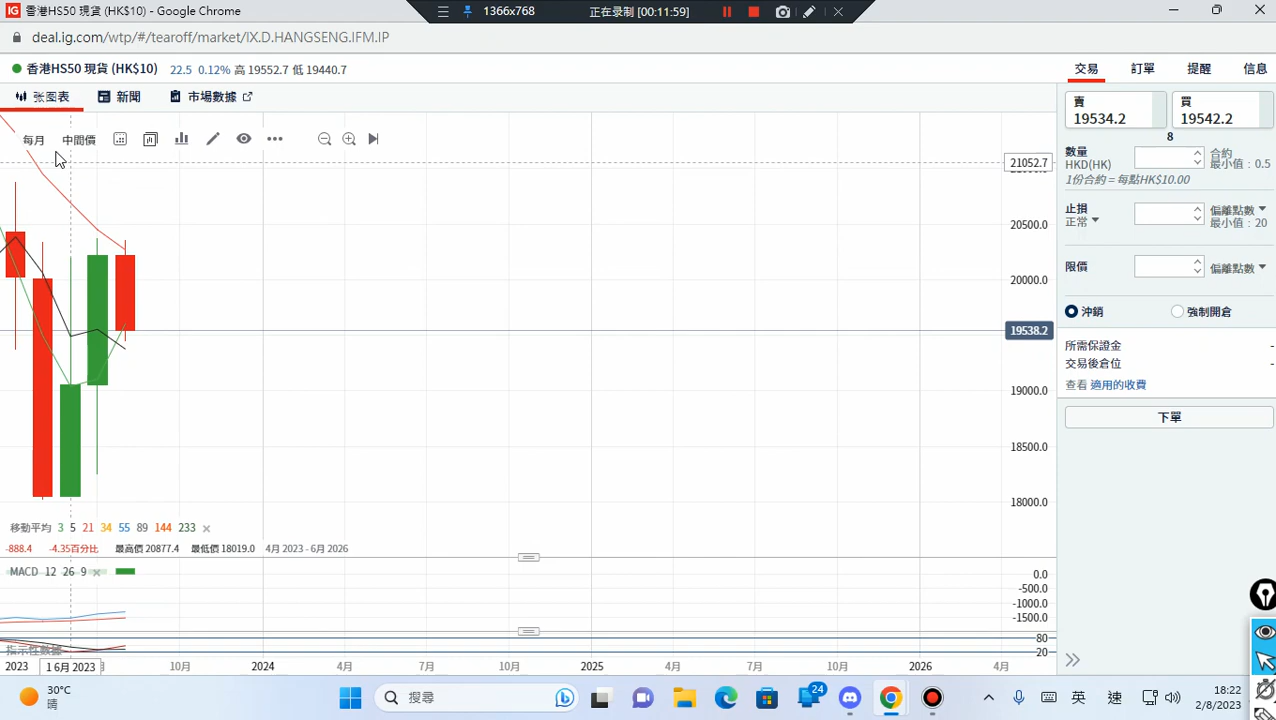 IG 香港HS50 現貨 (HK$10) - Google Chrome
1366x768
正在录制 [00:11:59]
deal.ig.com/wtp/#/tearoff/market/IX.D.HANGSENG.IFM.IP
香港HS50 現貨 (HK$10) 22.5 0.12% 高 19552.7 低 19440.7
交易 訂單 提醒 信息
张图表 新聞 市場數據
賣
19534.2
買
19542.2
8
每月 中間價
數量
HKD(HK)
合約
最小值 : 0.5
1份合約 = 每點HK$10.00
止損
正常
偏離點數
最小值 : 20
限價
偏離點數
沖銷 強制開倉
所需保證金 -
交易後倉位 -
查看 適用的收費
下單
21052.7
20500.0
20000.0
19538.2
19000.0
18500.0
18000.0
移動平均 3 5 21 34 55 89 144 233
-888.4 -4.35百分比 最高價 20877.4 最低價 18019.0 4月 2023 - 6月 2026
MACD 12 26 9
0.0
-500.0
-1000.0
-1500.0
80
指示性數據
20
2023 1 6月 2023 10月 2024 4月 7月 10月 2025 4月 7月 10月 2026 4月
30°C
晴
搜尋
24
英 速
18:22
2/8/2023